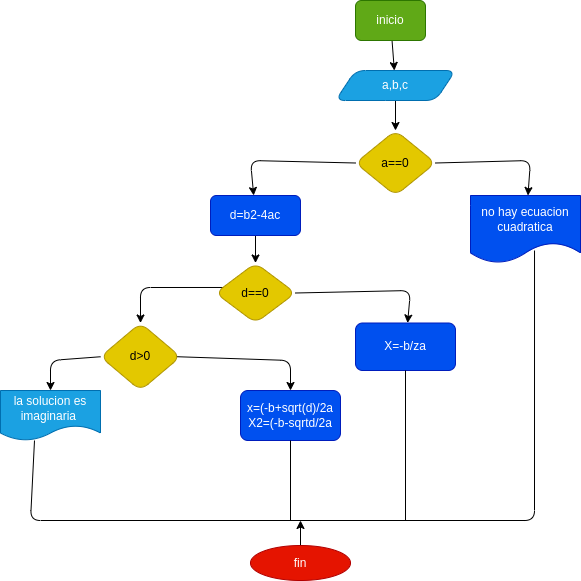 inicio
a,b,c
a==0
d=b2-4ac
no hay ecuacion
cuadratica
d==0
d>0
X=-b/za
la solucion es
imaginaria
x=(-b+sqrt(d)/2a
X2=(-b-sqrtd/2a
fin